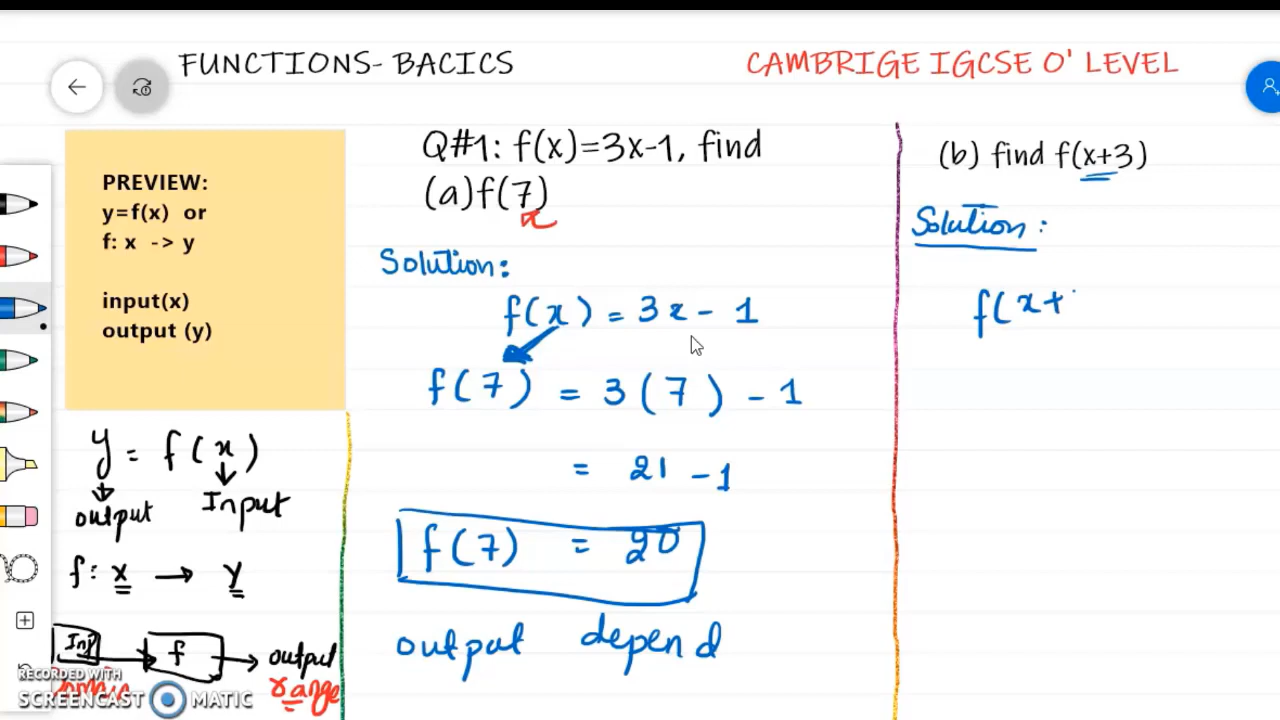 FUNCTIONS- BACICS
CAMBRIGE IGCSE O' LEVEL
PREVIEW:
y=f(x) or
f: x -> y
input(x)
output (y)
y = f(x)
output Input
f: x → y
Inp f output
range
RECORDED WITH
SCREENCAST MATIC
Q#1: f(x)=3x-1, find
(a)f(7)
x
Solution:
f(x) = 3x - 1
f(7) = 3(7) - 1
= 21 - 1
f(7) = 20
output depend
(b) find f(x+3)
Solution:
f(x+